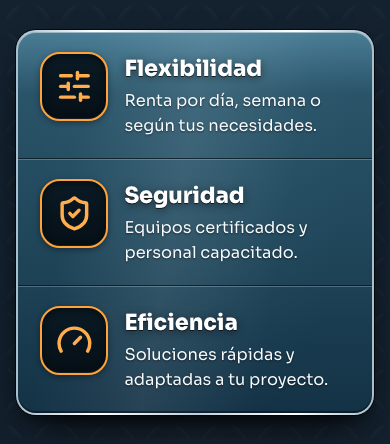 Flexibilidad
Renta por día, semana o
según tus necesidades.
Seguridad
Equipos certificados y
personal capacitado.
Eficiencia
Soluciones rápidas y
adaptadas a tu proyecto.